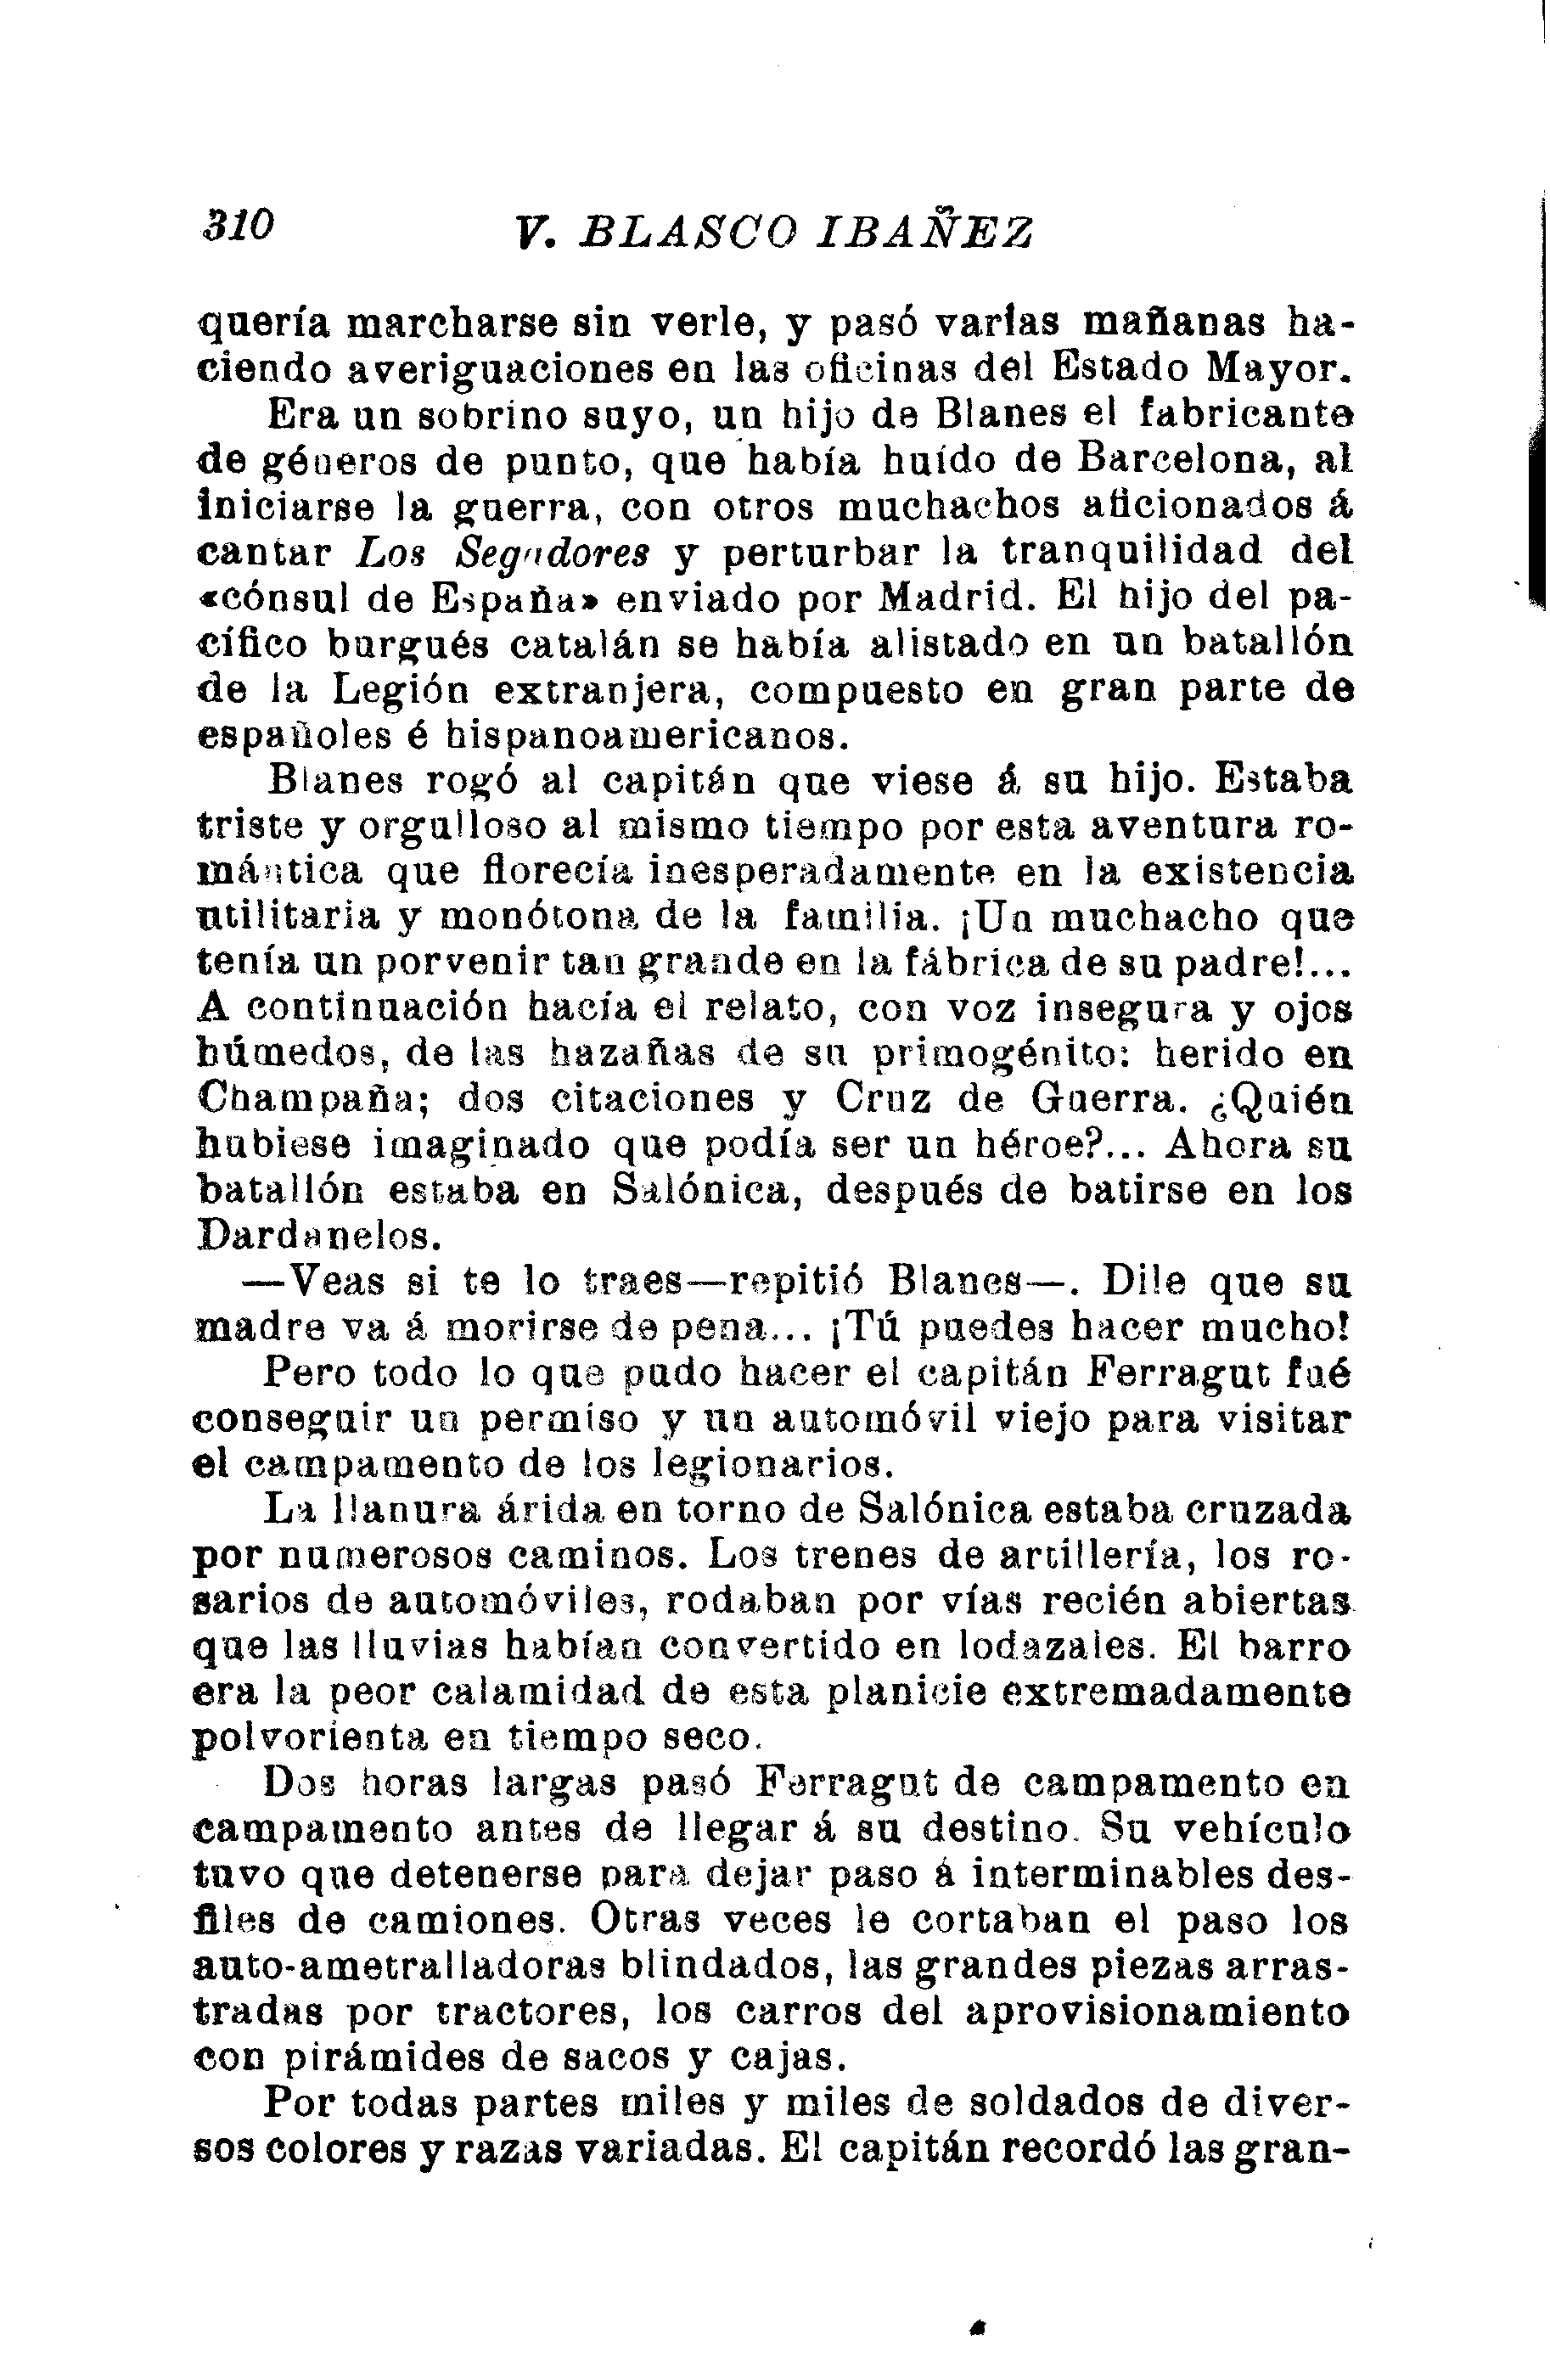 310 V. BLASCO IBAÑEZ
quería marcharse sin verle, y pasó varias mañanas ha-
ciendo averiguaciones en las oficinas del Estado Mayor.
Era un sobrino suyo, un hijo de Blanes el fabricante
de géneros de punto, que había huído de Barcelona, al
iniciarse la guerra, con otros muchachos aficionados á
cantar Los Segadores y perturbar la tranquilidad del
«cónsul de España» enviado por Madrid. El hijo del pa-
cífico burgués catalán se había alistado en un batallón
de la Legión extranjera, compuesto en gran parte de
españoles é hispanoamericanos.
Blanes rogó al capitán que viese á su hijo. Estaba
triste y orgulloso al mismo tiempo por esta aventura ro-
mántica que florecía inesperadamente en la existencia
utilitaria y monótona de la familia. ¡Un muchacho que
tenía un porvenir tan grande en la fábrica de su padre!...
A continuación hacía el relato, con voz insegura y ojos
húmedos, de las hazañas de su primogénito: herido en
Champaña; dos citaciones y Cruz de Guerra. ¿Quién
hubiese imaginado que podía ser un héroe?... Ahora su
batallón estaba en Salónica, después de batirse en los
Dardanelos.
—Veas si te lo traes—repitió Blanes—. Dile que su
madre va á morirse de pena... ¡Tú puedes hacer mucho!
Pero todo lo que pudo hacer el capitán Ferragut fué
conseguir un permiso y un automóvil viejo para visitar
el campamento de los legionarios.
La llanura árida en torno de Salónica estaba cruzada
por numerosos caminos. Los trenes de artillería, los ro-
sarios de automóviles, rodaban por vías recién abiertas
que las lluvias habían convertido en lodazales. El barro
era la peor calamidad de esta planicie extremadamente
polvorienta en tiempo seco.
Dos horas largas pasó Ferragut de campamento en
campamento antes de llegar á su destino. Su vehículo
tuvo que detenerse para dejar paso á interminables des-
files de camiones. Otras veces le cortaban el paso los
auto-ametralladoras blindados, las grandes piezas arras-
tradas por tractores, los carros del aprovisionamiento
con pirámides de sacos y cajas.
Por todas partes miles y miles de soldados de diver-
sos colores y razas variadas. El capitán recordó las gran-